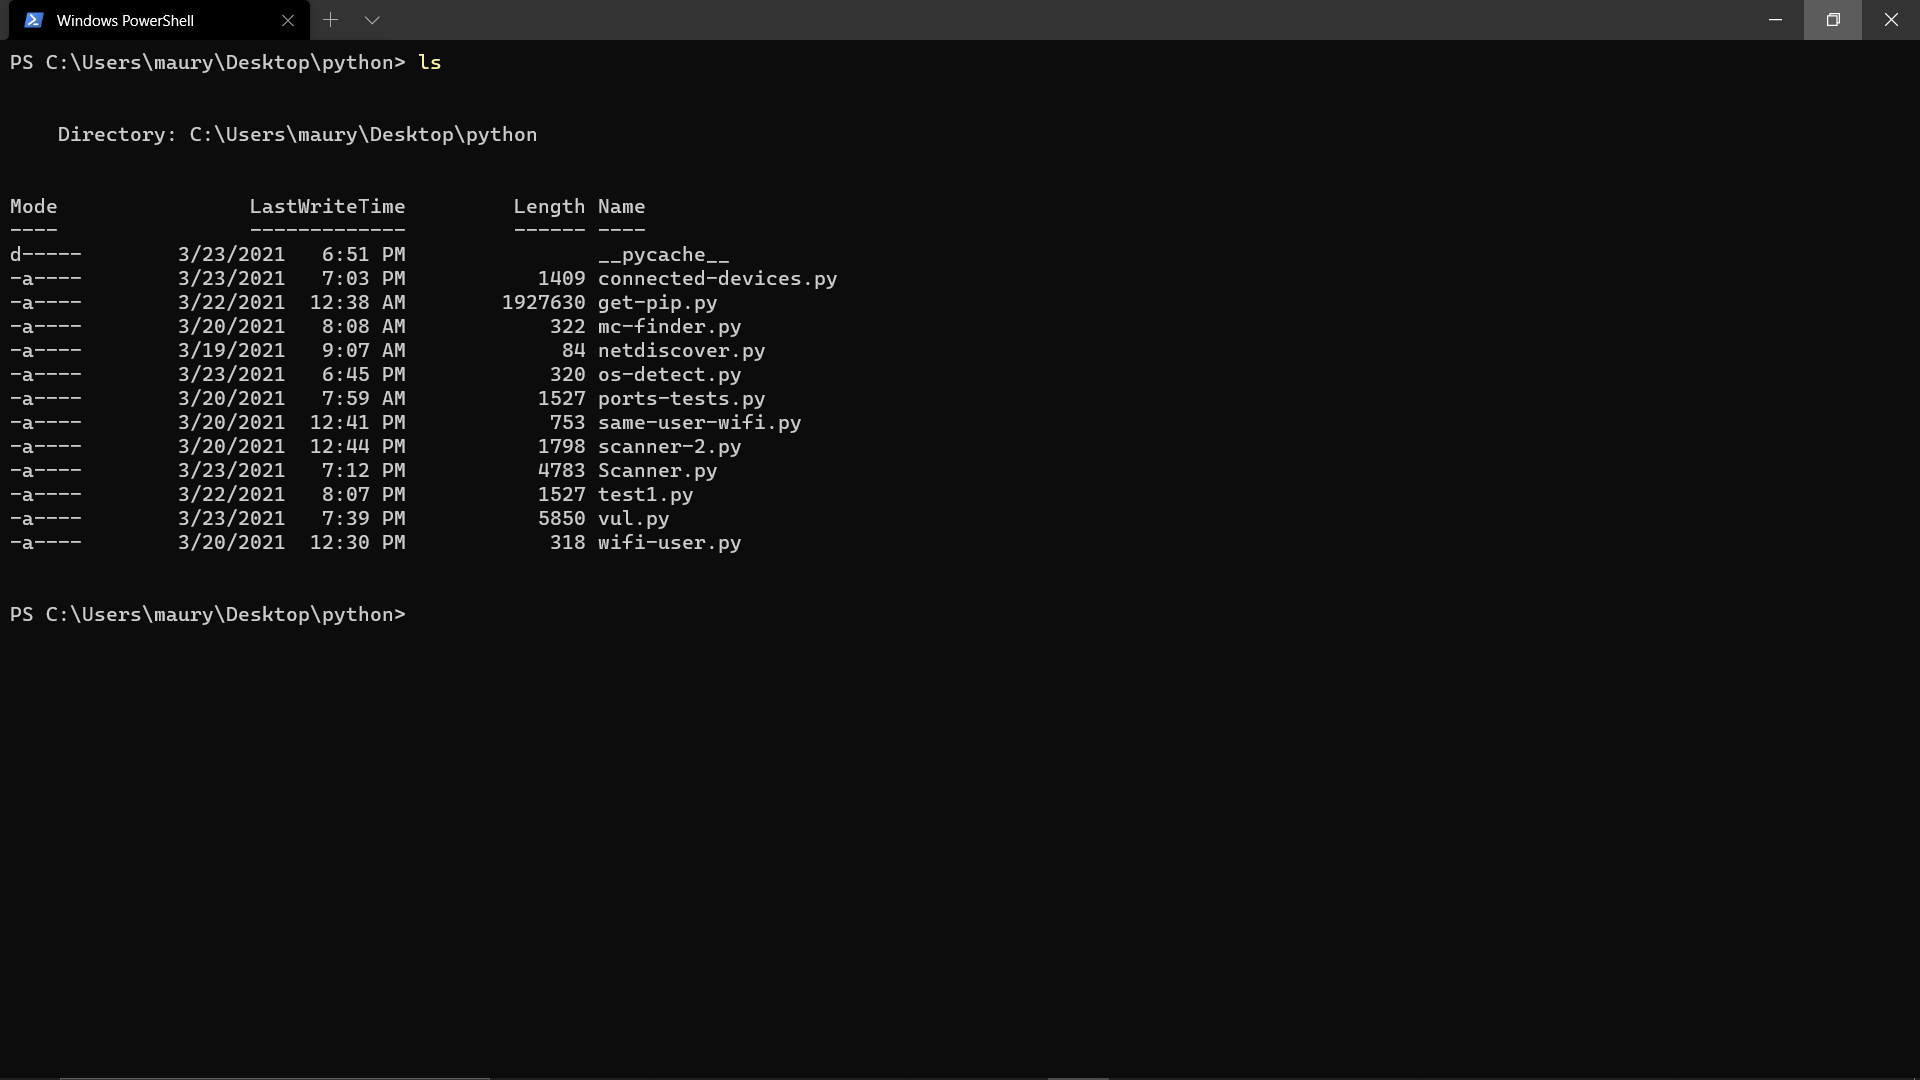 Windows PowerShell
PS C:\Users\maury\Desktop\python> ls
    Directory: C:\Users\maury\Desktop\python
Mode                LastWriteTime         Length Name
----                -------------         ------ ----
d-----        3/23/2021   6:51 PM                __pycache__
-a----        3/23/2021   7:03 PM           1409 connected-devices.py
-a----        3/22/2021  12:38 AM        1927630 get-pip.py
-a----        3/20/2021   8:08 AM            322 mc-finder.py
-a----        3/19/2021   9:07 AM             84 netdiscover.py
-a----        3/23/2021   6:45 PM            320 os-detect.py
-a----        3/20/2021   7:59 AM           1527 ports-tests.py
-a----        3/20/2021  12:41 PM            753 same-user-wifi.py
-a----        3/20/2021  12:44 PM           1798 scanner-2.py
-a----        3/23/2021   7:12 PM           4783 Scanner.py
-a----        3/22/2021   8:07 PM           1527 test1.py
-a----        3/23/2021   7:39 PM           5850 vul.py
-a----        3/20/2021  12:30 PM            318 wifi-user.py
PS C:\Users\maury\Desktop\python>